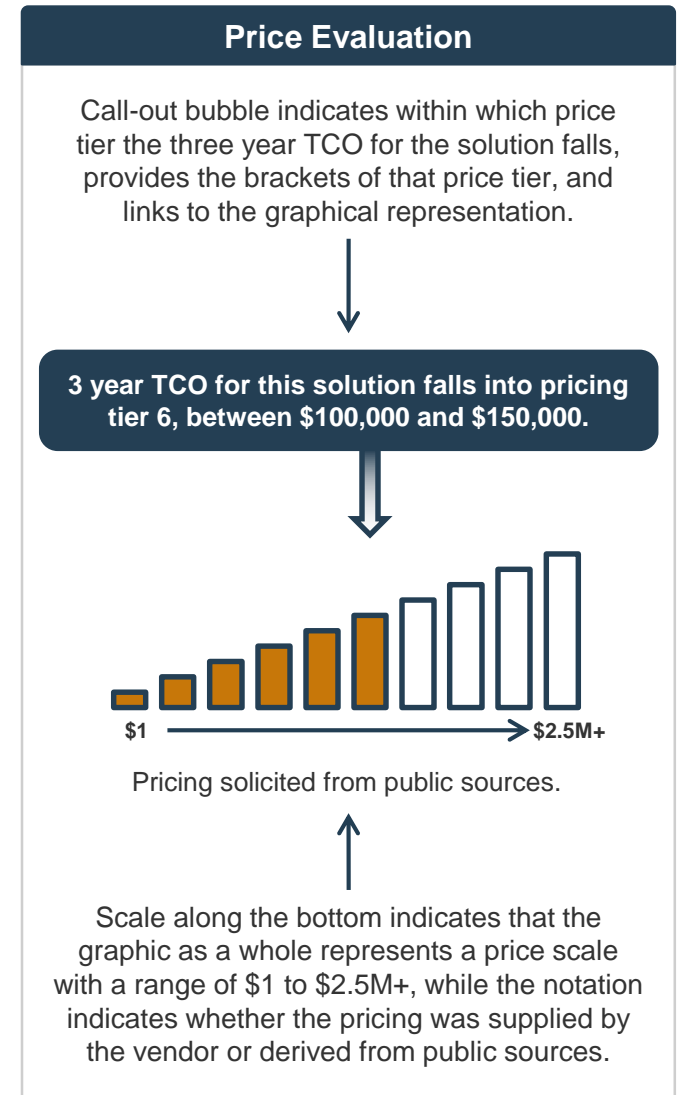 Price Evaluation
Call-out bubble indicates within which price
tier the three year TCO for the solution falls,
provides the brackets of that price tier, and
links to the graphical representation.
3 year TCO for this solution falls into pricing
tier 6, between $100,000 and $150,000.
$1
$2.5M+
Pricing solicited from public sources.
Scale along the bottom indicates that the
graphic as a whole represents a price scale
with a range of $1 to $2.5M+, while the notation
indicates whether the pricing was supplied by
the vendor or derived from public sources.